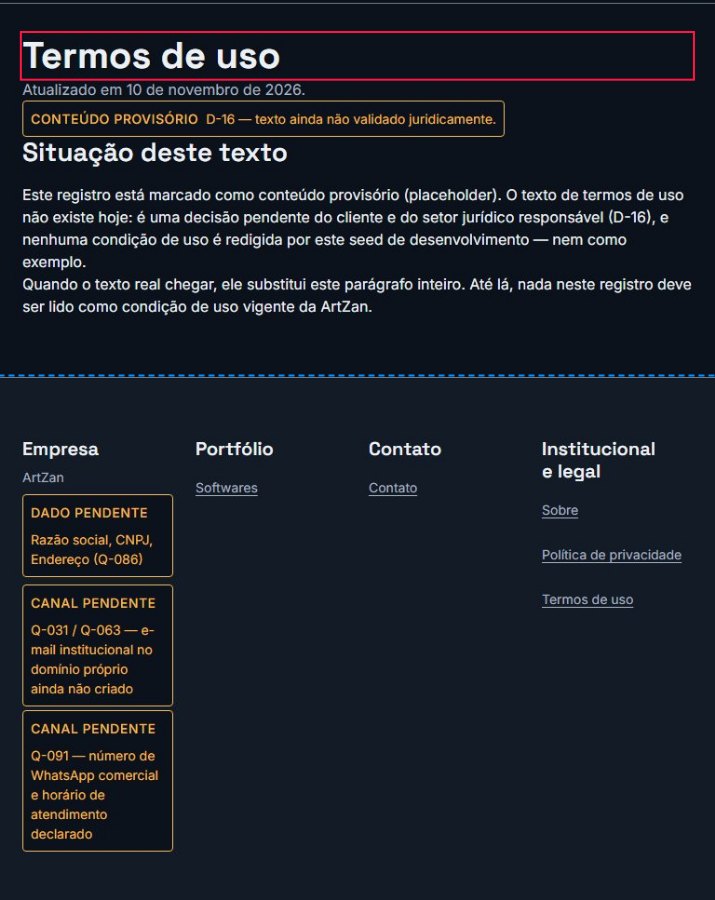 Termos de uso
Atualizado em 10 de novembro de 2026.
CONTEÚDO PROVISÓRIO D-16 — texto ainda não validado juridicamente.
Situação deste texto
Este registro está marcado como conteúdo provisório (placeholder). O texto de termos de uso
não existe hoje: é uma decisão pendente do cliente e do setor jurídico responsável (D-16), e
nenhuma condição de uso é redigida por este seed de desenvolvimento — nem como
exemplo.
Quando o texto real chegar, ele substitui este parágrafo inteiro. Até lá, nada neste registro deve
ser lido como condição de uso vigente da ArtZan.
Empresa
ArtZan
DADO PENDENTE
Razão social, CNPJ,
Endereço (Q-086)
CANAL PENDENTE
Q-031 / Q-063 — e-
mail institucional no
domínio próprio
ainda não criado
CANAL PENDENTE
Q-091 — número de
WhatsApp comercial
e horário de
atendimento
declarado
Portfólio
Softwares
Contato
Contato
Institucional
e legal
Sobre
Política de privacidade
Termos de uso